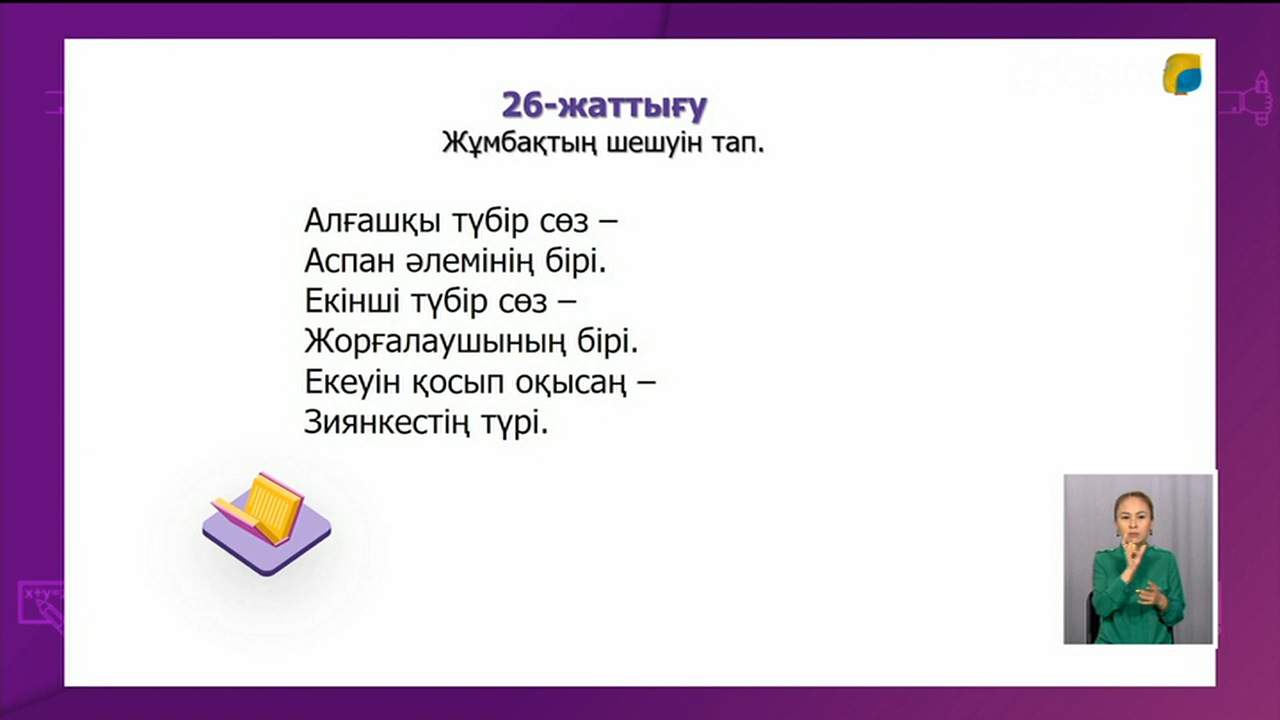 26-жаттығу
Жұмбақтың шешуін тап.
Алғашқы түбір сөз –
Аспан әлемінің бірі.
Екінші түбір сөз –
Жорғалаушының бірі.
Екеуін қосып оқысаң –
Зиянкестің түрі.
x+y=